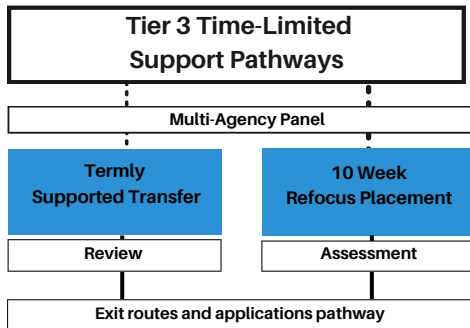 Tier 3 Time-Limited
Support Pathways
Multi-Agency Panel
Termly
Supported Transfer
10 Week
Refocus Placement
Review
Assessment
Exit routes and applications pathway